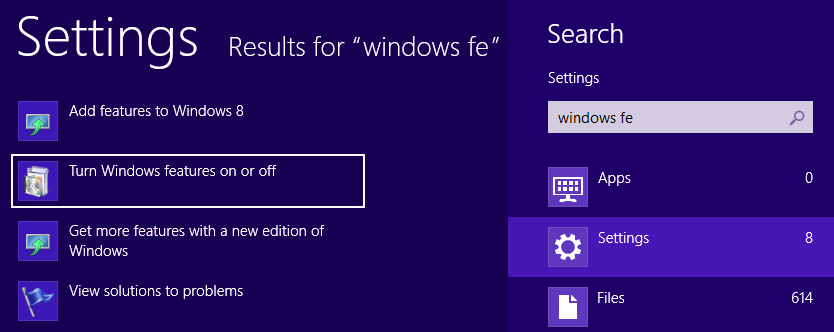 Settings Results for “windows fe”
Add features to Windows 8
Turn Windows features on or off
Get more features with a new edition of
Windows
View solutions to problems
Search
Settings
windows fe
Apps 0
Settings 8
Files 614